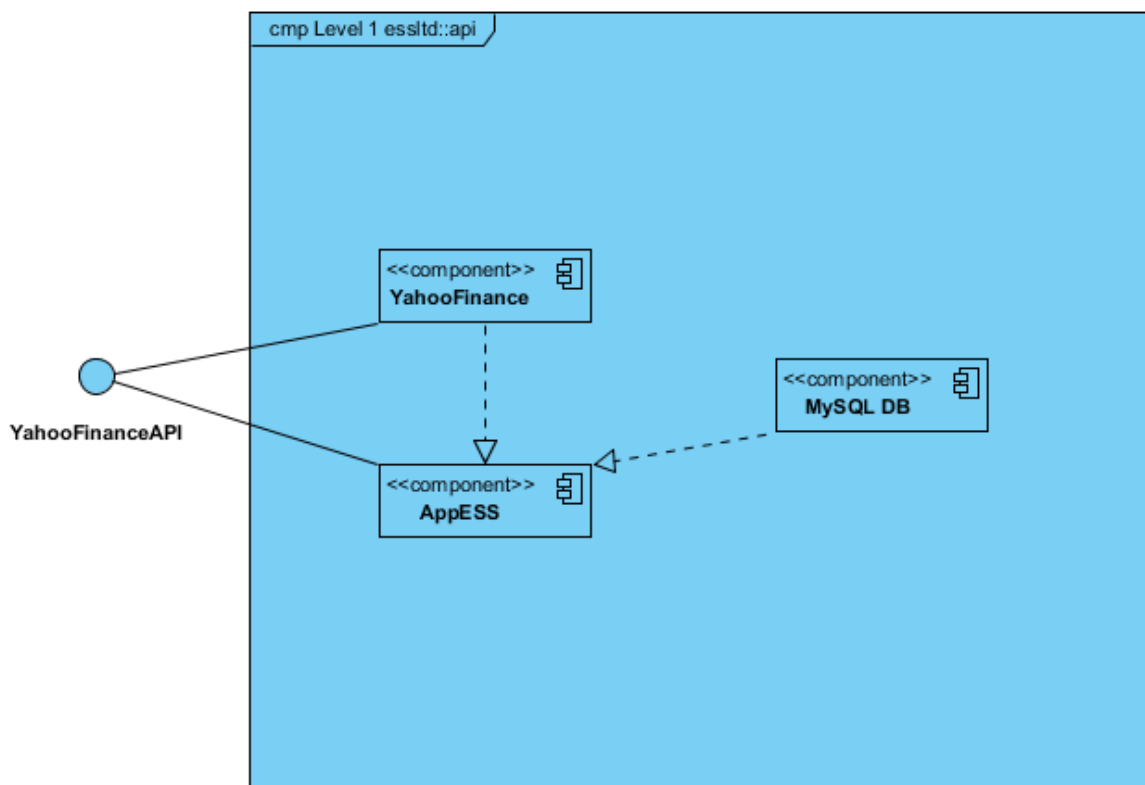 cmp Level 1 essltd::api
<<component>>
YahooFinance
<<component>>
MySQL DB
YahooFinanceAPI
<<component>>
AppESS